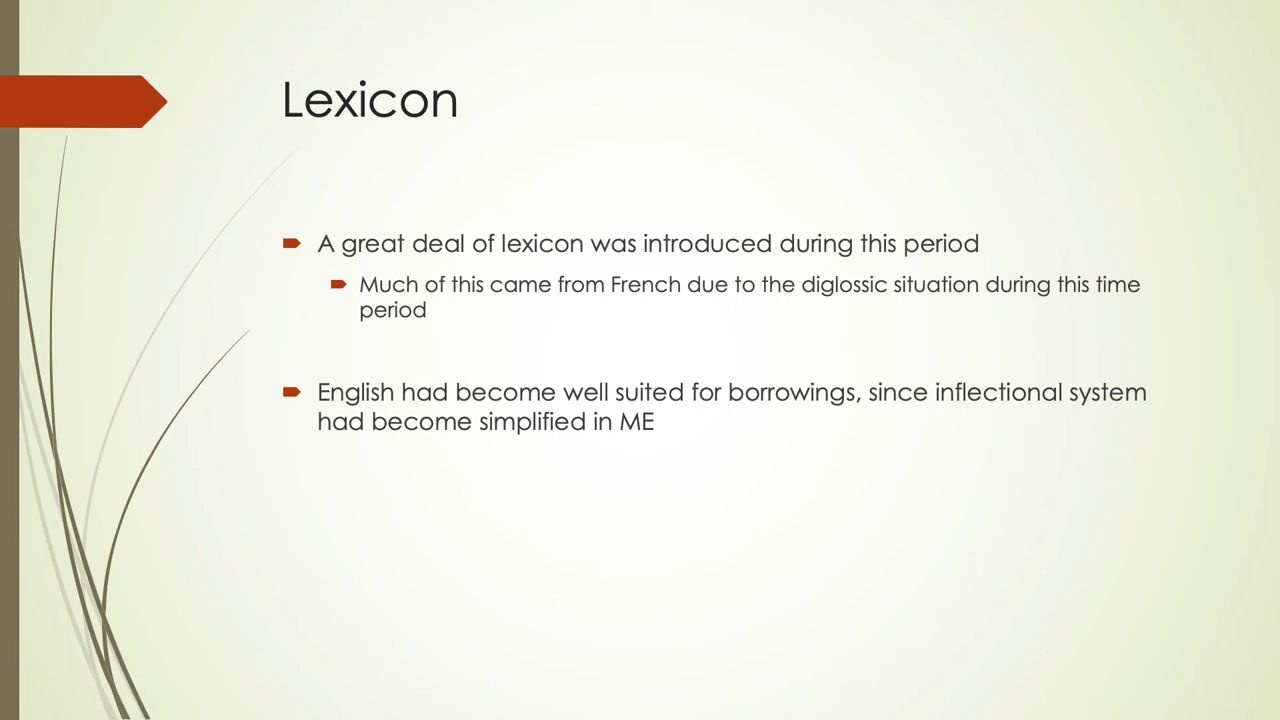 Lexicon
A great deal of lexicon was introduced during this period
Much of this came from French due to the diglossic situation during this time
period
English had become well suited for borrowings, since inflectional system
had become simplified in ME